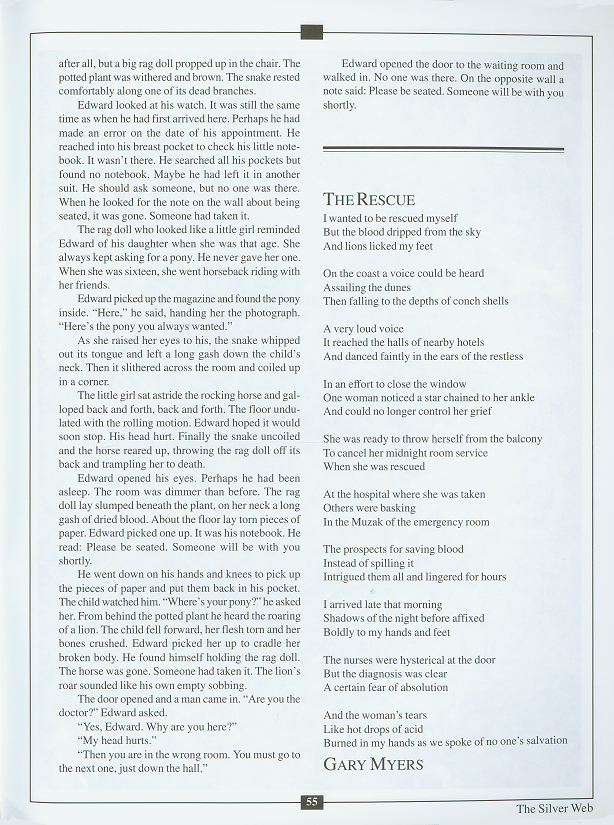 after all, but a big rag doll propped up in the chair. The
potted plant was withered and brown. The snake rested
comfortably along one of its dead branches.
Edward looked at his watch. It was still the same
time as when he had first arrived here. Perhaps he had
made an error on the date of his appointment. He
reached into his breast pocket to check his little note-
book. It wasn't there. He searched all his pockets but
found no notebook. Maybe he had left it in another
suit. He should ask someone, but no one was there.
When he looked for the note on the wall about being
seated, it was gone. Someone had taken it.
The rag doll who looked like a little girl reminded
Edward of his daughter when she was that age. She
always kept asking for a pony. He never gave her one.
When she was sixteen, she went horseback riding with
her friends.
Edward picked up the magazine and found the pony
inside. "Here," he said, handing her the photograph.
"Here's the pony you always wanted."
As she raised her eyes to his, the snake whipped
out its tongue and left a long gash down the child's
neck. Then it slithered across the room and coiled up
in a corner.
The little girl sat astride the rocking horse and gal-
loped back and forth, back and forth. The floor undu-
lated with the rolling motion. Edward hoped it would
soon stop. His head hurt. Finally the snake uncoiled
and the horse reared up, throwing the rag doll off its
back and trampling her to death.
Edward opened his eyes. Perhaps he had been
asleep. The room was dimmer than before. The rag
doll lay slumped beneath the plant, on her neck a long
gash of dried blood. About the floor lay torn pieces of
paper. Edward picked one up. It was his notebook. He
read: Please be seated. Someone will be with you
shortly.
He went down on his hands and knees to pick up
the pieces of paper and put them back in his pocket.
The child watched him. "Where's your pony?" he asked
her. From behind the potted plant he heard the roaring
of a lion. The child fell forward, her flesh torn and her
bones crushed. Edward picked her up to cradle her
broken body. He found himself holding the rag doll.
The horse was gone. Someone had taken it. The lion's
roar sounded like his own empty sobbing.
The door opened and a man came in. "Are you the
doctor?" Edward asked.
"Yes, Edward. Why are you here?"
"My head hurts."
"Then you are in the wrong room. You must go to
the next one, just down the hall."
Edward opened the door to the waiting room and
walked in. No one was there. On the opposite wall a
note said: Please be seated. Someone will be with you
shortly.
THE RESCUE
I wanted to be rescued myself
But the blood dripped from the sky
And lions licked my feet
On the coast a voice could be heard
Assailing the dunes
Then falling to the depths of conch shells
A very loud voice
It reached the halls of nearby hotels
And danced faintly in the ears of the restless
In an effort to close the window
One woman noticed a star chained to her ankle
And could no longer control her grief
She was ready to throw herself from the balcony
To cancel her midnight room service
When she was rescued
At the hospital where she was taken
Others were basking
In the Muzak of the emergency room
The prospects for saving blood
Instead of spilling it
Intrigued them all and lingered for hours
I arrived late that morning
Shadows of the night before affixed
Boldly to my hands and feet
The nurses were hysterical at the door
But the diagnosis was clear
A certain fear of absolution
And the woman's tears
Like hot drops of acid
Burned in my hands as we spoke of no one's salvation
GARY MYERS
55
The Silver Web